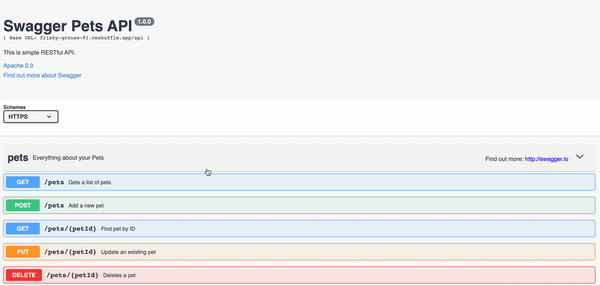 Swagger Pets API 1.0.0
[ Base URL: frisky-grouse-91.reshuffle.app/api ]
This is simple RESTful API.
Apache 2.0
Find out more about Swagger
Schemes
HTTPS
pets Everything about your Pets Find out more: http://swagger.io
GET /pets Gets a list of pets
POST /pets Add a new pet
GET /pets/{petId} Find pet by ID
PUT /pets/{petId} Update an existing pet
DELETE /pets/{petId} Deletes a pet